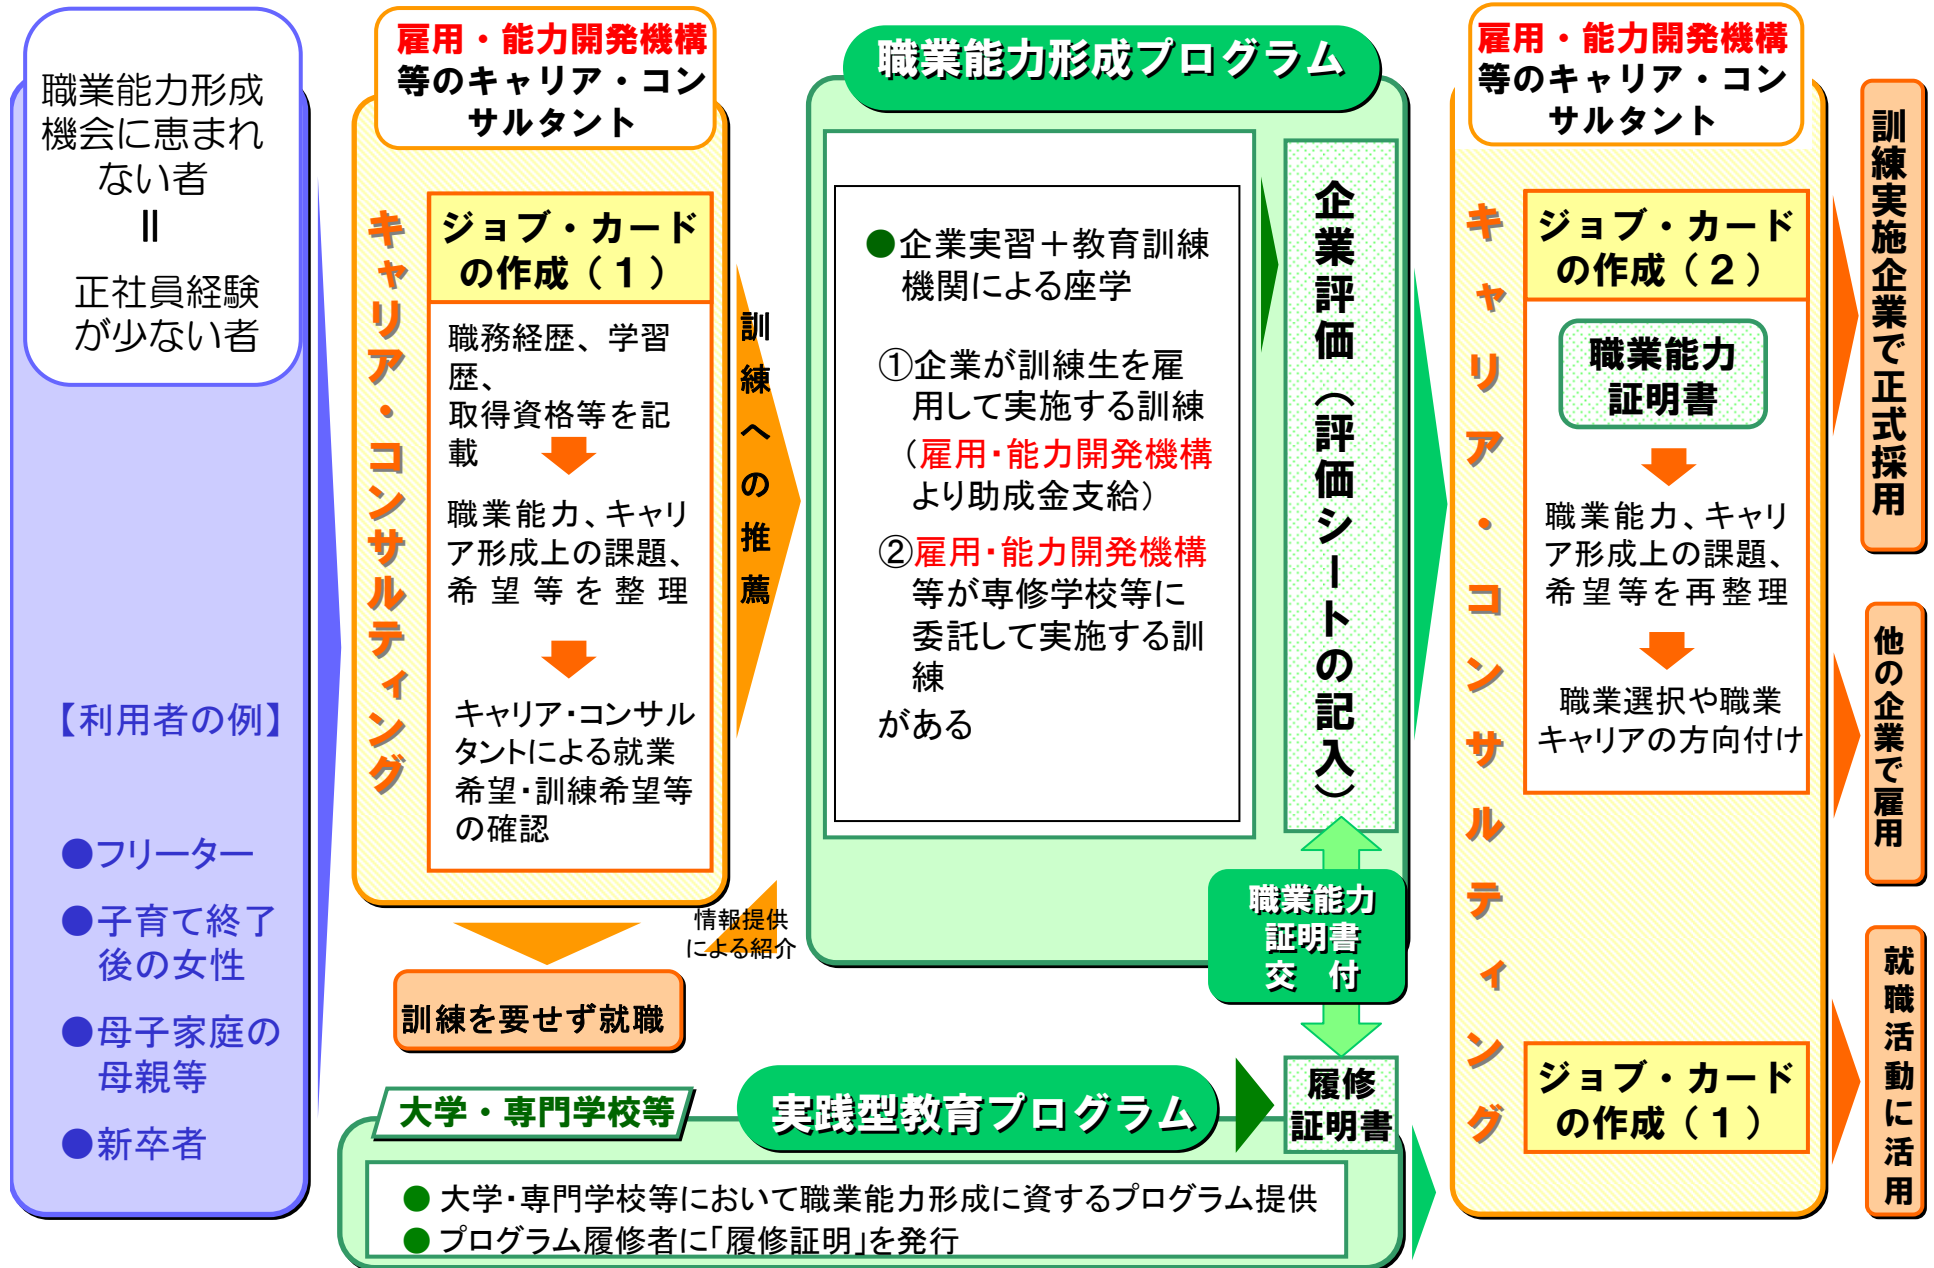 職業能力形成
機会に恵まれ
ない者
＝
正社員経験
が少ない者
【利用者の例】
●フリーター
●子育て終了
後の女性
●母子家庭の
母親等
●新卒者
雇用・能力開発機構
等のキャリア・コン
サルタント
キャリア・コンサルティング
ジョブ・カード
の作成（１）
職務経歴、学習
歴、
取得資格等を記
載
職業能力、キャリ
ア形成上の課題、
希望等を整理
キャリア・コンサル
タントによる就業
希望・訓練希望等
の確認
訓練への推薦
情報提供
による紹介
訓練を要せず就職
職業能力形成プログラム
●企業実習＋教育訓練
機関による座学
①企業が訓練生を雇
用して実施する訓練
（雇用・能力開発機構
より助成金支給）
②雇用・能力開発機構
等が専修学校等に
委託して実施する訓
練
がある
企業評価（評価シートの記入）
職業能力
証明書
交　付
大学・専門学校等
実践型教育プログラム
履修
証明書
● 大学・専門学校等において職業能力形成に資するプログラム提供
● プログラム履修者に「履修証明」を発行
雇用・能力開発機構
等のキャリア・コン
サルタント
キャリア・コンサルティング
ジョブ・カード
の作成（２）
職業能力
証明書
職業能力、キャリ
ア形成上の課題、
希望等を再整理
職業選択や職業
キャリアの方向付け
ジョブ・カード
の作成（１）
訓練実施企業で正式採用
他の企業で雇用
就職活動に活用